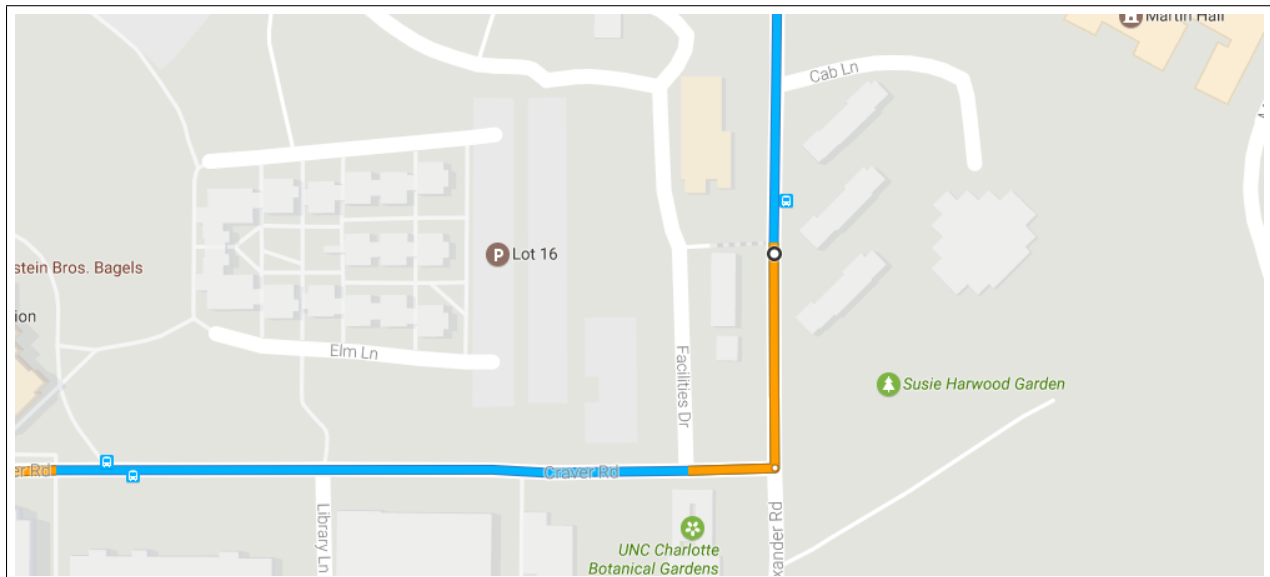 Martin Hall
Cab Ln
P Lot 16
stein Bros. Bagels
ion
Elm Ln
Facilities Dr
Susie Harwood Garden
er Rd
Craver Rd
Library Ln
xander Rd
UNC Charlotte
Botanical Gardens